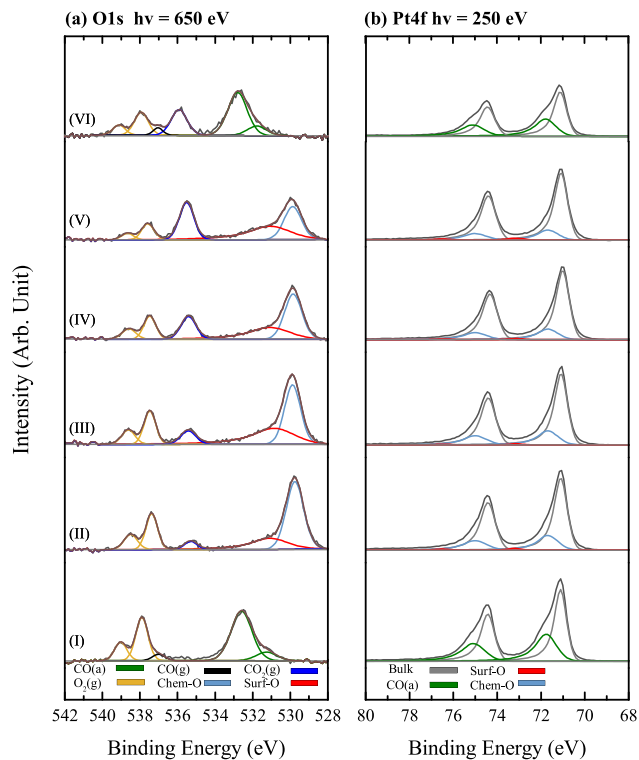 (a) O1s hν = 650 eV
(b) Pt4f hν = 250 eV
Intensity (Arb. Unit)
(VI)
(V)
(IV)
(III)
(II)
(I)
CO(a) CO(g) CO2(g)
O2(g) Chem-O Surf-O
Bulk Surf-O
CO(a) Chem-O
542 540 538 536 534 532 530 528
80 78 76 74 72 70 68
Binding Energy (eV)
Binding Energy (eV)